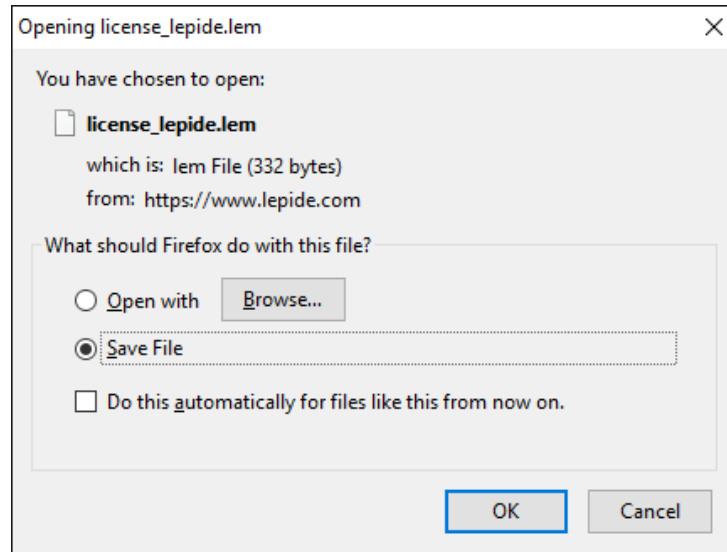 Opening license_lepide.lem
You have chosen to open:
license_lepide.lem
which is: lem File (332 bytes)
from: https://www.lepide.com
What should Firefox do with this file?
Open with Browse...
Save File
Do this automatically for files like this from now on.
OK Cancel